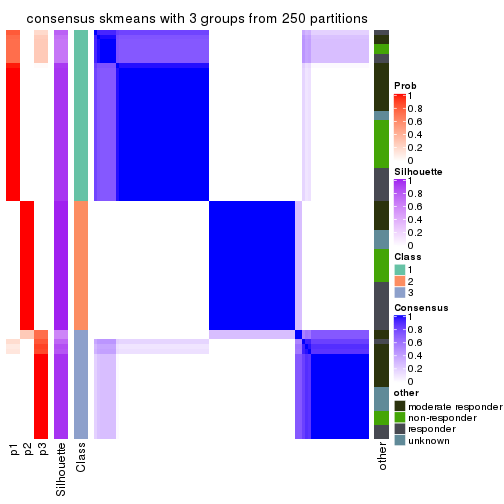 consensus skmeans with 3 groups from 250 partitions
Prob
1
0.8
0.6
0.4
0.2
0
Silhouette
1
0.8
0.6
0.4
0.2
0
Class
1
2
3
Consensus
1
0.8
0.6
0.4
0.2
0
other
moderate responder
non-responder
responder
unknown
p1
p2
p3
Silhouette
Class
other